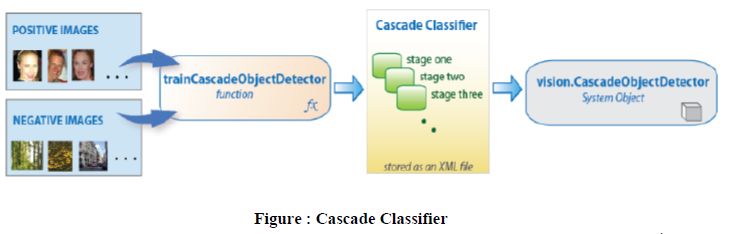 POSITIVE IMAGES
. . .
NEGATIVE IMAGES
. . .
trainCascadeObjectDetector
function
fx
Cascade Classifier
stage one
stage two
stage three
stored as an XML file
vision.CascadeObjectDetector
System Object
Figure : Cascade Classifier